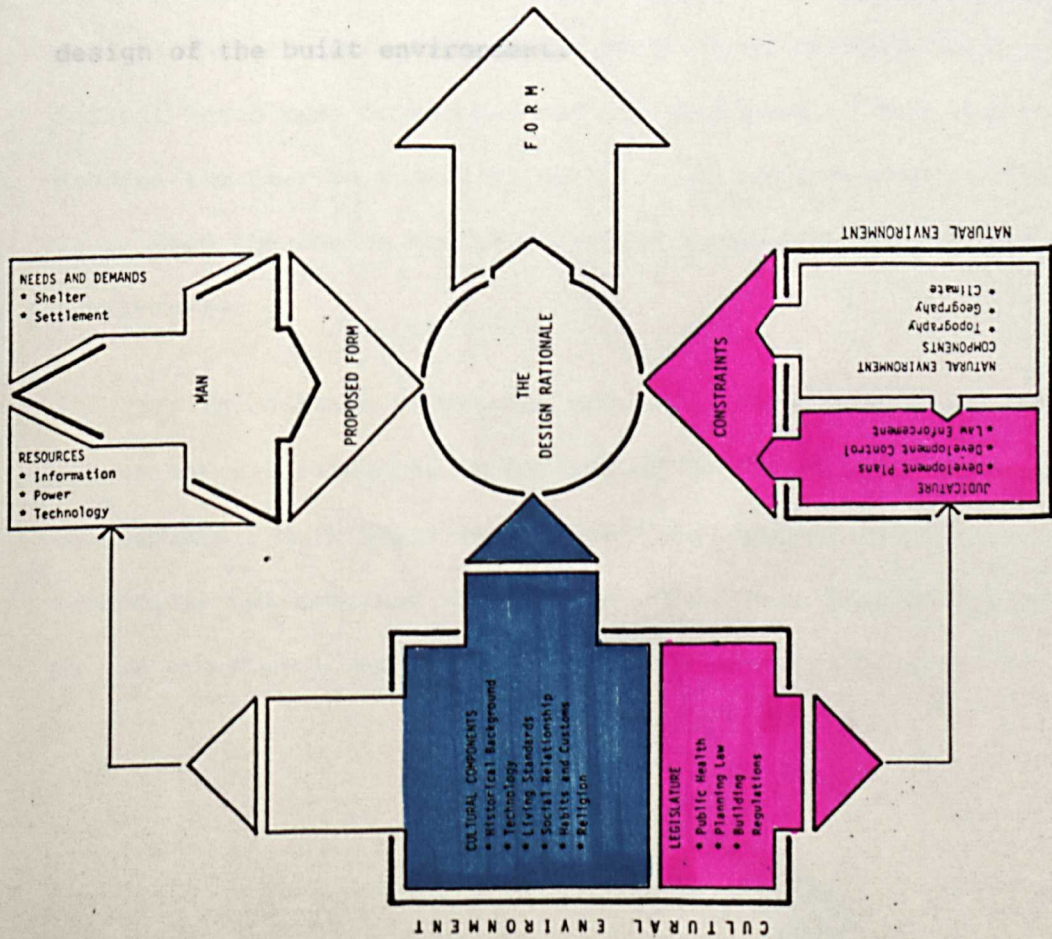 design of the built environment.
FORM
NEEDS AND DEMANDS
* Shelter
* Settlement
MAN
RESOURCES
* Information
* Power
* Technology
PROPOSED FORM
THE
DESIGN RATIONALE
CONSTRAINTS
NATURAL ENVIRONMENT
NATURAL ENVIRONMENT
COMPONENTS
* Topography
* Geogrpahy
* Climate
JUDICATURE
* Development Plans
* Development Control
* Law Enforcement
CULTURAL COMPONENTS
* Historical Background
* Technology
* Living Standards
* Social Relationship
* Habits and Customs
* Religion
LEGISLATURE
* Public Health
* Planning Law
* Building
Regulations
CULTURAL ENVIRONMENT